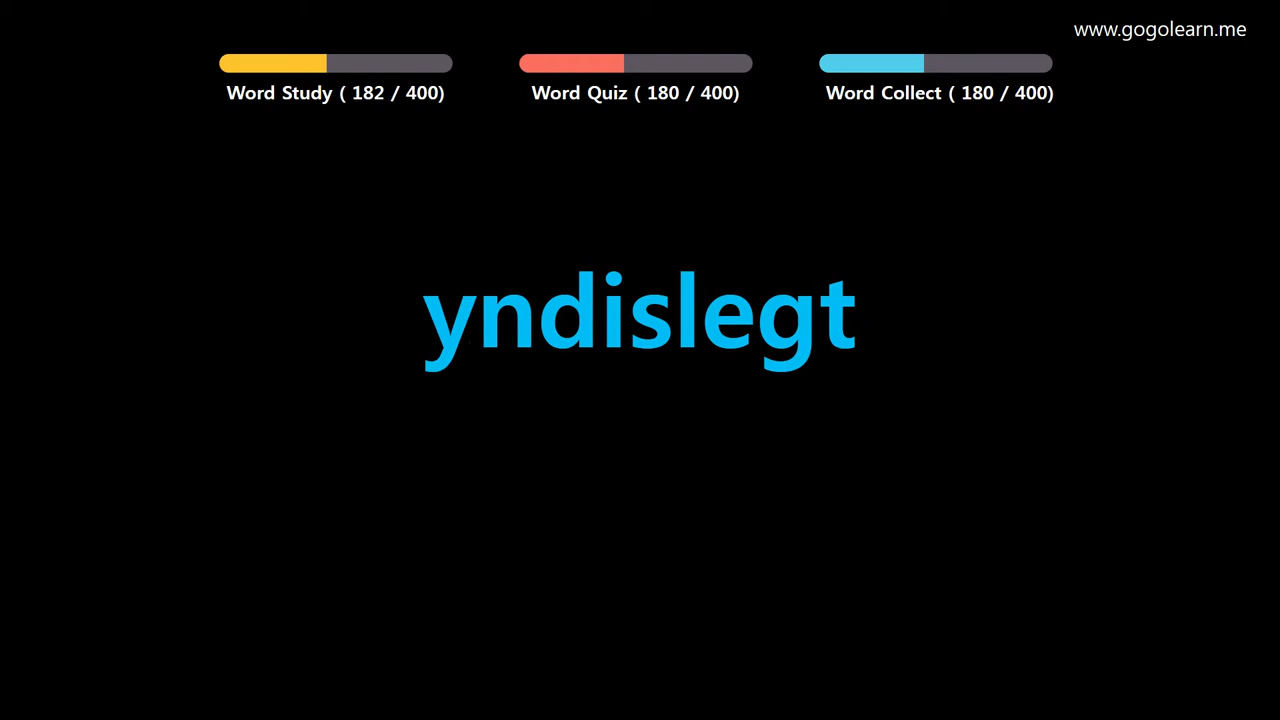 www.gogolearn.me
Word Study ( 182 / 400)
Word Quiz ( 180 / 400)
Word Collect ( 180 / 400)
yndislegt